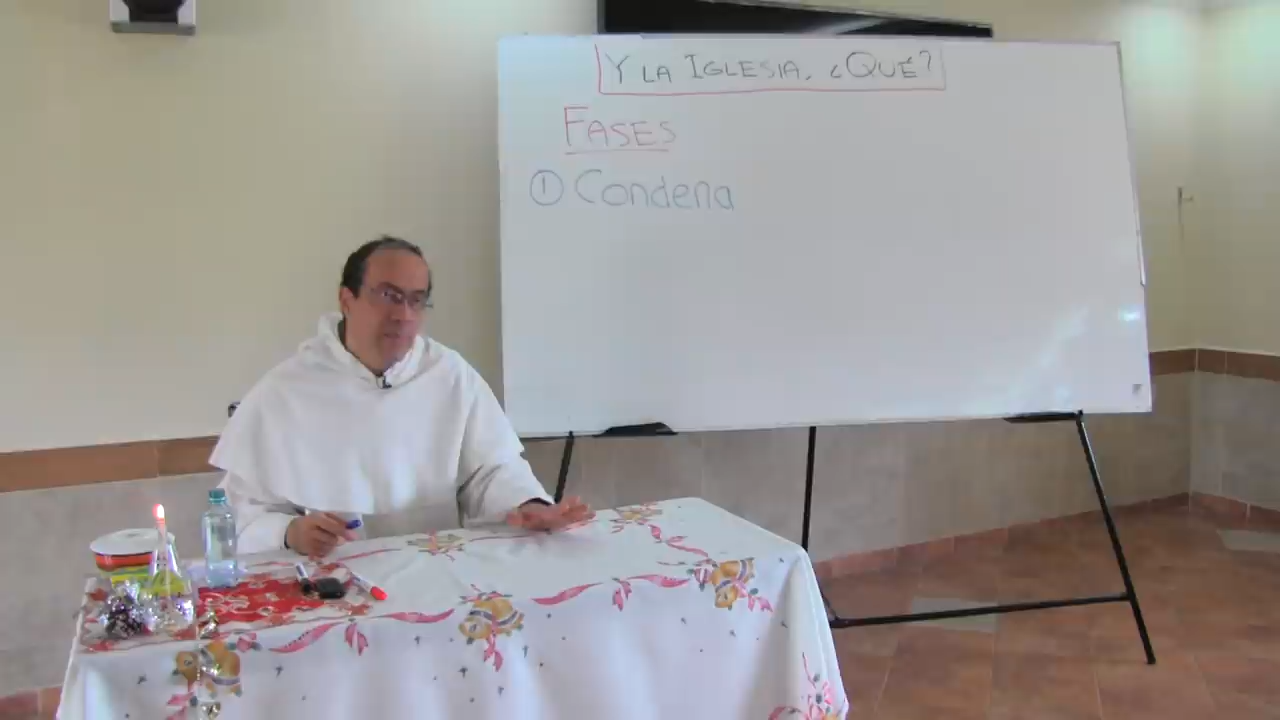 Y LA IGLESIA, ¿QUÉ?
FASES
① Condena